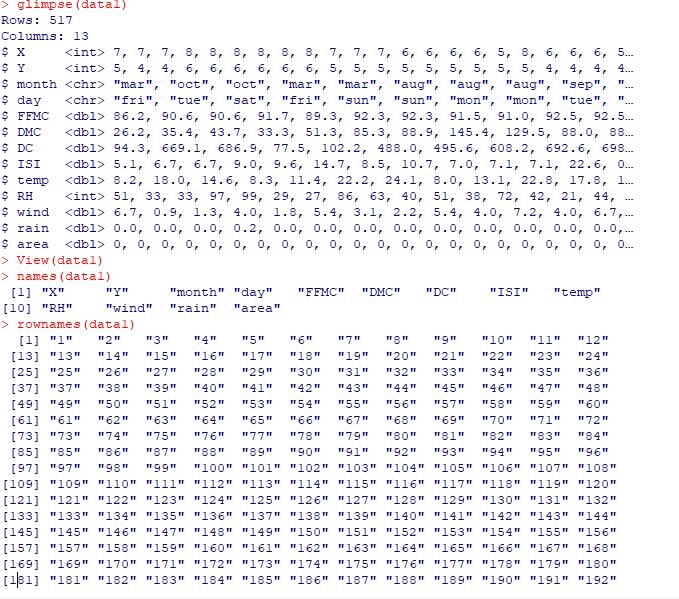 > glimpse(data1)
Rows: 517
Columns: 13
$ X     <int> 7, 7, 7, 8, 8, 8, 8, 8, 8, 7, 7, 7, 6, 6, 6, 6, 5, 8, 6, 6, 6, 5…
$ Y     <int> 5, 4, 4, 6, 6, 6, 6, 6, 6, 5, 5, 5, 5, 5, 5, 5, 5, 5, 4, 4, 4, 4…
$ month <chr> "mar", "oct", "oct", "mar", "mar", "aug", "aug", "aug", "sep", "…
$ day   <chr> "fri", "tue", "sat", "fri", "sun", "sun", "mon", "mon", "tue", "…
$ FFMC  <dbl> 86.2, 90.6, 90.6, 91.7, 89.3, 92.3, 92.3, 91.5, 91.0, 92.5, 92.5…
$ DMC   <dbl> 26.2, 35.4, 43.7, 33.3, 51.3, 85.3, 88.9, 145.4, 129.5, 88.0, 88…
$ DC    <dbl> 94.3, 669.1, 686.9, 77.5, 102.2, 488.0, 495.6, 608.2, 692.6, 698…
$ ISI   <dbl> 5.1, 6.7, 6.7, 9.0, 9.6, 14.7, 8.5, 10.7, 7.0, 7.1, 7.1, 22.6, 0…
$ temp  <dbl> 8.2, 18.0, 14.6, 8.3, 11.4, 22.2, 24.1, 8.0, 13.1, 22.8, 17.8, 1…
$ RH    <int> 51, 33, 33, 97, 99, 29, 27, 86, 63, 40, 51, 38, 72, 42, 21, 44, …
$ wind  <dbl> 6.7, 0.9, 1.3, 4.0, 1.8, 5.4, 3.1, 2.2, 5.4, 4.0, 7.2, 4.0, 6.7,…
$ rain  <dbl> 0.0, 0.0, 0.0, 0.2, 0.0, 0.0, 0.0, 0.0, 0.0, 0.0, 0.0, 0.0, 0.0,…
$ area  <dbl> 0, 0, 0, 0, 0, 0, 0, 0, 0, 0, 0, 0, 0, 0, 0, 0, 0, 0, 0, 0, 0, 0…
> View(data1)
> names(data1)
[1] "X" "Y" "month" "day" "FFMC" "DMC" "DC" "ISI" "temp"
[10] "RH" "wind" "rain" "area"
> rownames(data1)
[1] "1" "2" "3" "4" "5" "6" "7" "8" "9" "10" "11" "12"
[13] "13" "14" "15" "16" "17" "18" "19" "20" "21" "22" "23" "24"
[25] "25" "26" "27" "28" "29" "30" "31" "32" "33" "34" "35" "36"
[37] "37" "38" "39" "40" "41" "42" "43" "44" "45" "46" "47" "48"
[49] "49" "50" "51" "52" "53" "54" "55" "56" "57" "58" "59" "60"
[61] "61" "62" "63" "64" "65" "66" "67" "68" "69" "70" "71" "72"
[73] "73" "74" "75" "76" "77" "78" "79" "80" "81" "82" "83" "84"
[85] "85" "86" "87" "88" "89" "90" "91" "92" "93" "94" "95" "96"
[97] "97" "98" "99" "100" "101" "102" "103" "104" "105" "106" "107" "108"
[109] "109" "110" "111" "112" "113" "114" "115" "116" "117" "118" "119" "120"
[121] "121" "122" "123" "124" "125" "126" "127" "128" "129" "130" "131" "132"
[133] "133" "134" "135" "136" "137" "138" "139" "140" "141" "142" "143" "144"
[145] "145" "146" "147" "148" "149" "150" "151" "152" "153" "154" "155" "156"
[157] "157" "158" "159" "160" "161" "162" "163" "164" "165" "166" "167" "168"
[169] "169" "170" "171" "172" "173" "174" "175" "176" "177" "178" "179" "180"
[181] "181" "182" "183" "184" "185" "186" "187" "188" "189" "190" "191" "192"